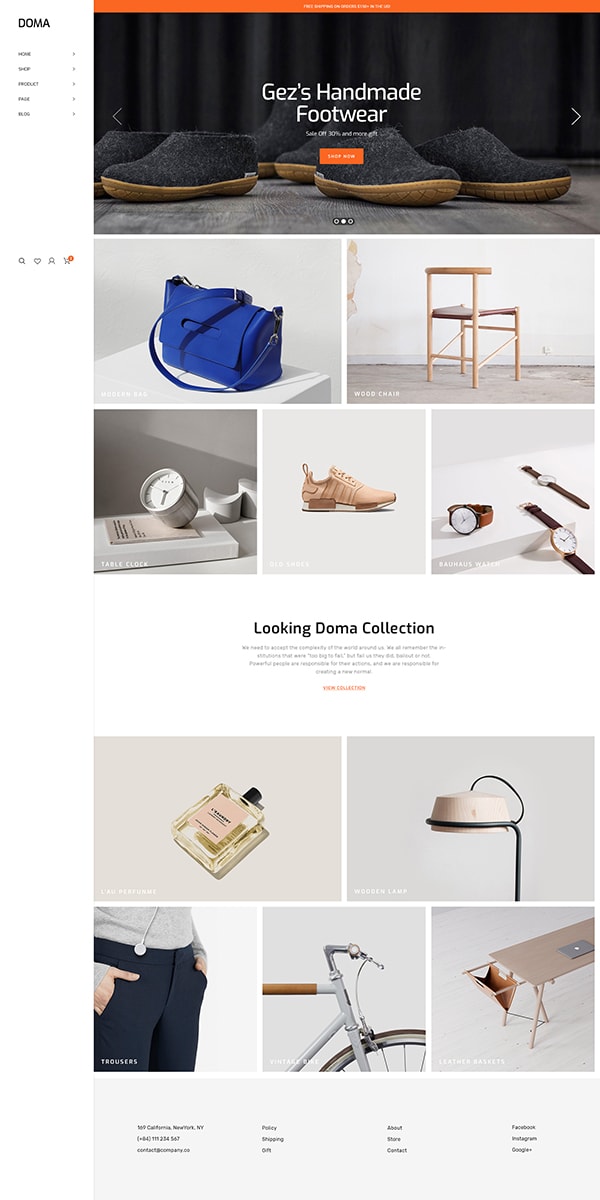 FREE SHIPPING ON ORDERS $798+ IN THE US!
DOMA
HOME
SHOP
PRODUCT
PAGE
BLOG
Gez's Handmade
Footwear
Sale Off 30% and more gift
SHOP NOW
MODERN BAG
WOOD CHAIR
TABLE CLOCK
OLD SHOES
BAUHAUS WATCH
Looking Doma Collection
We need to accept the complexity of the world around us. We all remember the in-
stitutions that were "too big to fail," but fail us they did, bailout or not.
Powerful people are responsible for their actions, and we are responsible for
creating a new normal
VIEW COLLECTION
L'AU PERFUNME
WOODEN LAMP
TROUSERS
VINTAGE BIKE
LEATHER BASKETS
169 California, NewYork, NY
(+84) 111 234 567
contact@company.co
Policy
Shipping
Gift
About
Store
Contact
Facebook
Instagram
Google+